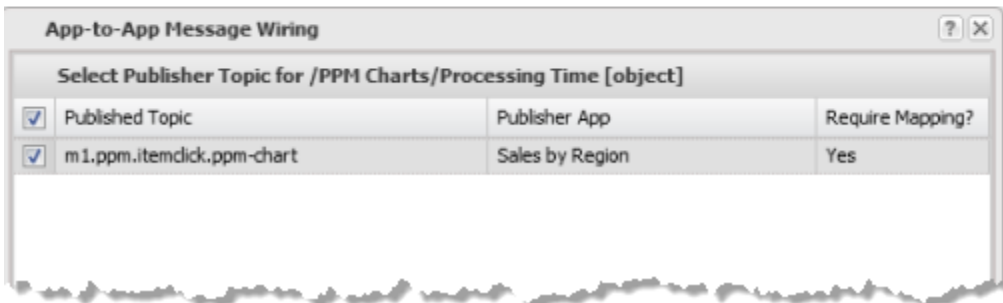 App-to-App Message Wiring ?
Select Publisher Topic for /PPM Charts/Processing Time [object]
Published Topic Publisher App Require Mapping?
m1.ppm.itemclick.ppm-chart Sales by Region Yes